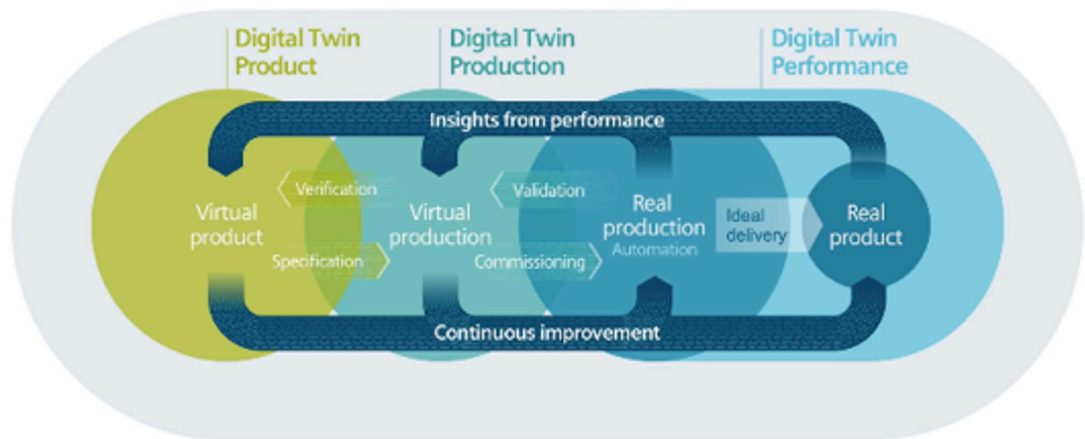 Digital Twin
Product
Digital Twin
Production
Digital Twin
Performance
Insights from performance
Verification
Validation
Virtual
product
Virtual
production
Real
production
Automation
Ideal
delivery
Real
product
Specification
Commissioning
Continuous improvement